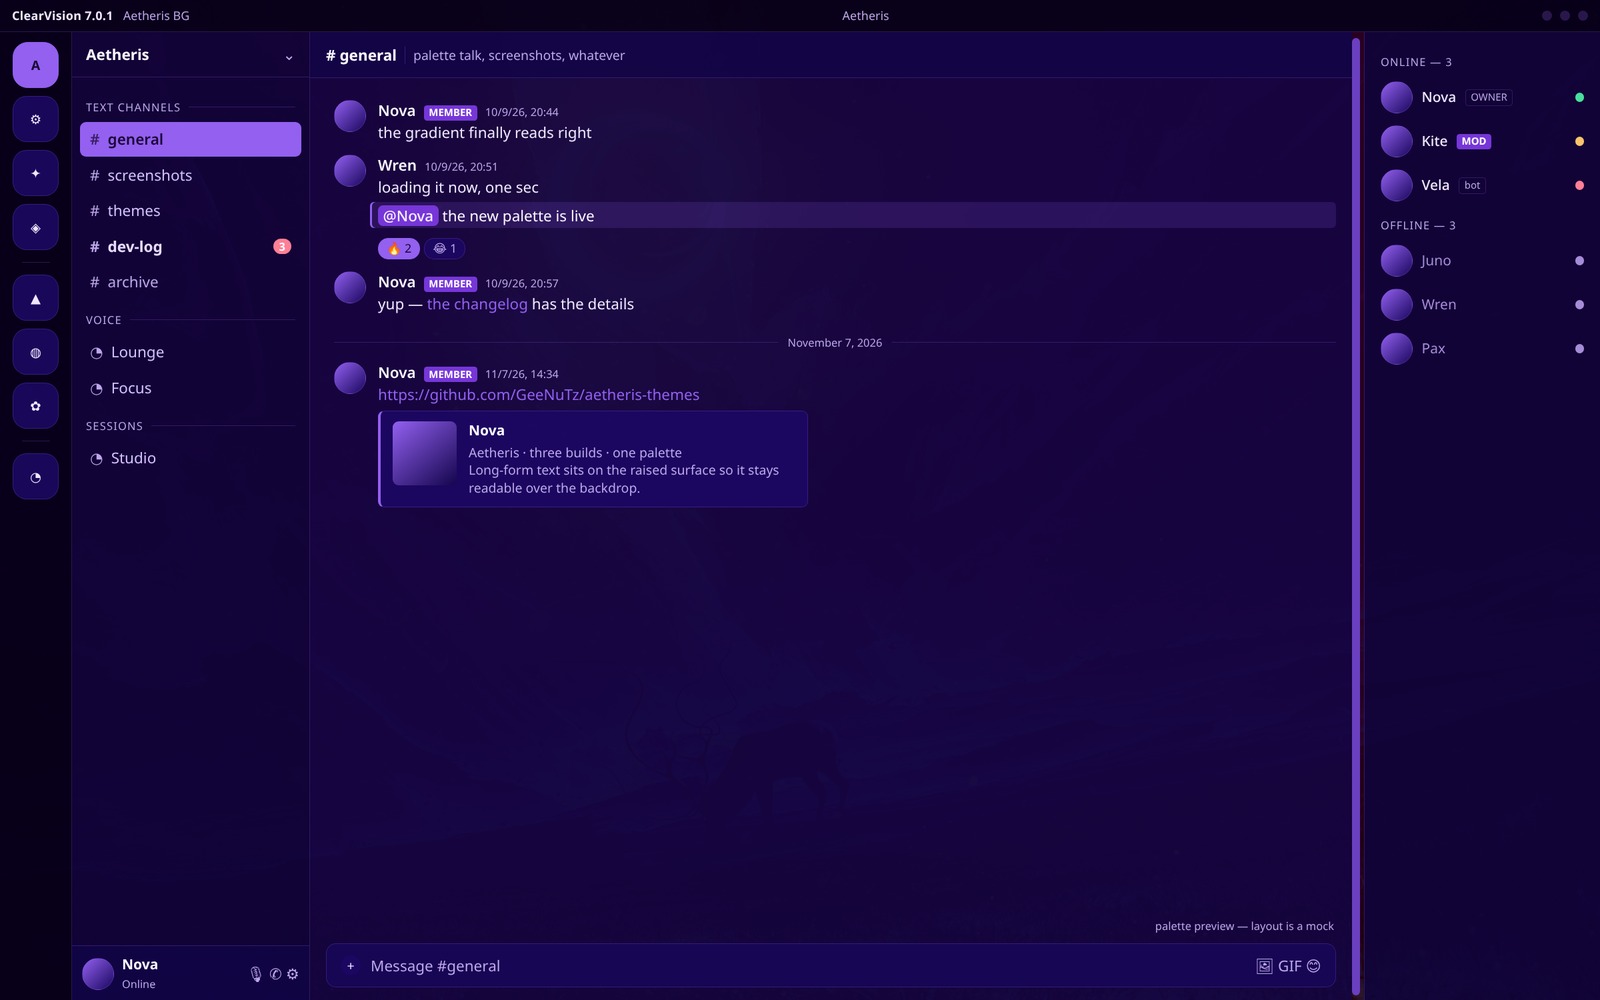 ClearVision 7.0.1 Aetheris BG
Aetheris
A
Aetheris
TEXT CHANNELS
# general
# screenshots
# themes
# dev-log 3
# archive
VOICE
Lounge
Focus
SESSIONS
Studio
Nova
Online
# general palette talk, screenshots, whatever
Nova MEMBER 10/9/26, 20:44
the gradient finally reads right
Wren 10/9/26, 20:51
loading it now, one sec
@Nova the new palette is live
🔥 2 😂 1
Nova MEMBER 10/9/26, 20:57
yup — the changelog has the details
November 7, 2026
Nova MEMBER 11/7/26, 14:34
https://github.com/GeeNuTz/aetheris-themes
Nova
Aetheris · three builds · one palette
Long-form text sits on the raised surface so it stays
readable over the backdrop.
palette preview — layout is a mock
+ Message #general GIF
ONLINE — 3
Nova OWNER
Kite MOD
Vela bot
OFFLINE — 3
Juno
Wren
Pax